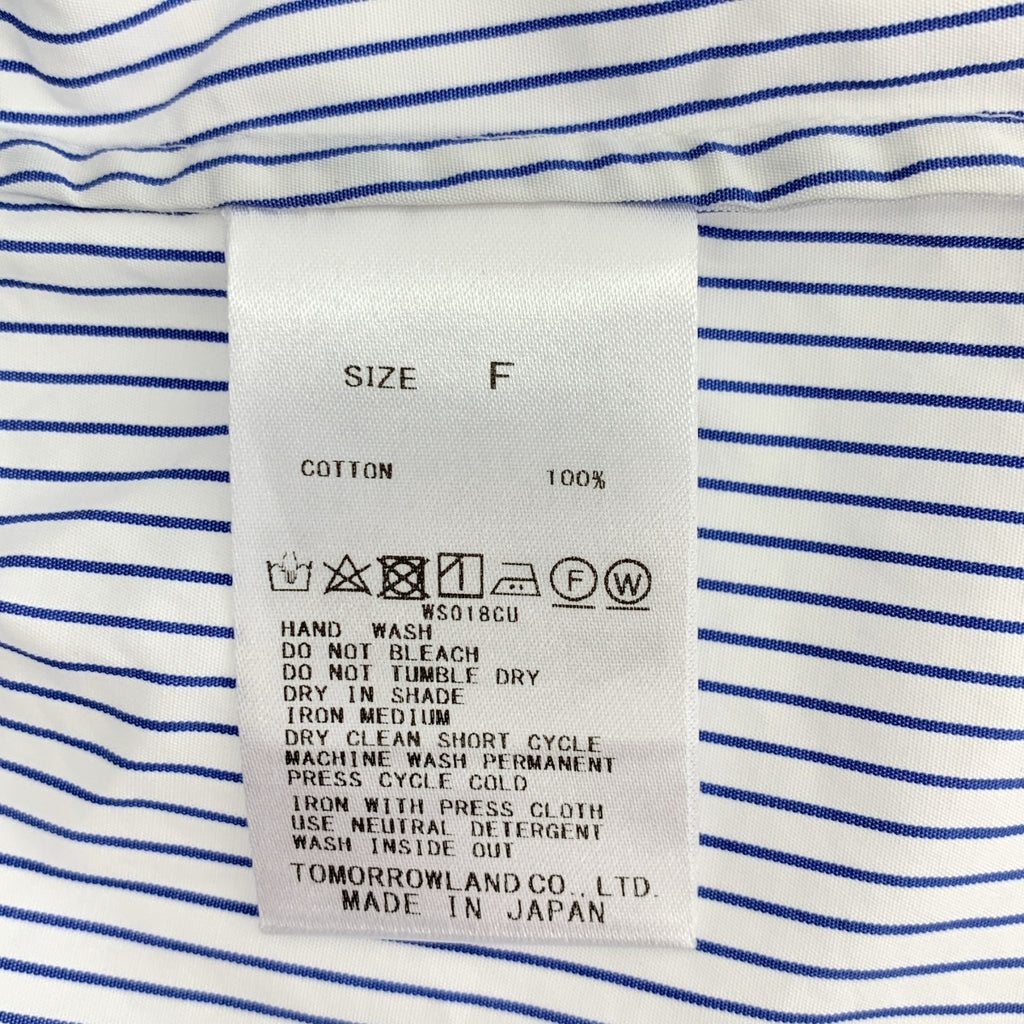 SIZE F
COTTON 100%
F W
WS018CU
HAND WASH
DO NOT BLEACH
DO NOT TUMBLE DRY
DRY IN SHADE
IRON MEDIUM
DRY CLEAN SHORT CYCLE
MACHINE WASH PERMANENT
PRESS CYCLE COLD
IRON WITH PRESS CLOTH
USE NEUTRAL DETERGENT
WASH INSIDE OUT
TOMORROWLAND CO., LTD.
MADE IN JAPAN